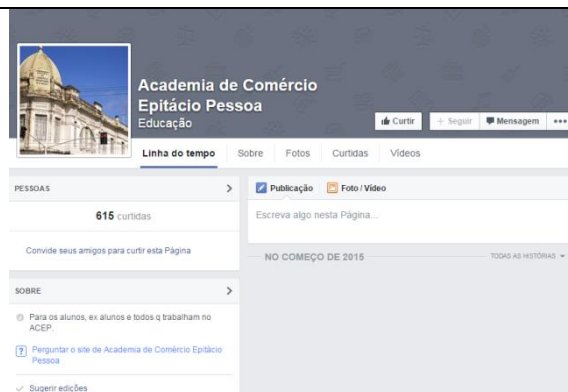 Academia de Comércio
Epitácio Pessoa
Educação
Curtir
+ Seguir
Mensagem
•••
Linha do tempo
Sobre
Fotos
Curtidas
Vídeos
PESSOAS
615 curtidas
Convide seus amigos para curtir esta Página
SOBRE
Para os alunos, ex alunos e todos q trabalham no
ACEP.
Perguntar o site de Academia de Comércio Epitácio
Pessoa
Sugerir edições
Publicação
Foto / Vídeo
Escreva algo nesta Página...
NO COMEÇO DE 2015
TODAS AS HISTÓRIAS